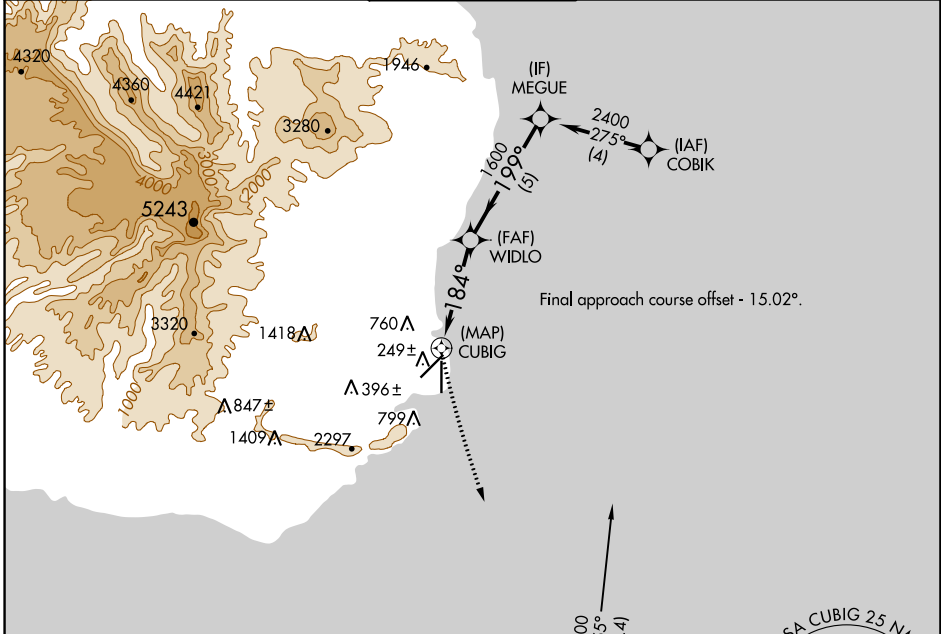 4320
4360
4421
1946
3280
3000
2000
4000
5243
3320
1000
(IF)
MEGUE
2400
275°
(4)
(IAF)
COBIK
1600
199°
(5)
(FAF)
WIDLO
184°
Final approach course offset - 15.02°.
1418
760
(MAP)
CUBIG
249±
396±
847±
799
1409
2297
CUBIG 25